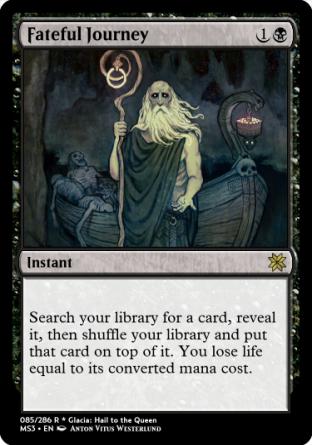 Fateful Journey 1
Instant
Search your library for a card, reveal
it, then shuffle your library and put
that card on top of it. You lose life
equal to its converted mana cost.
085/286 R * Glacia: Hail to the Queen
MS3 • EN Anton Vitus Westerlund